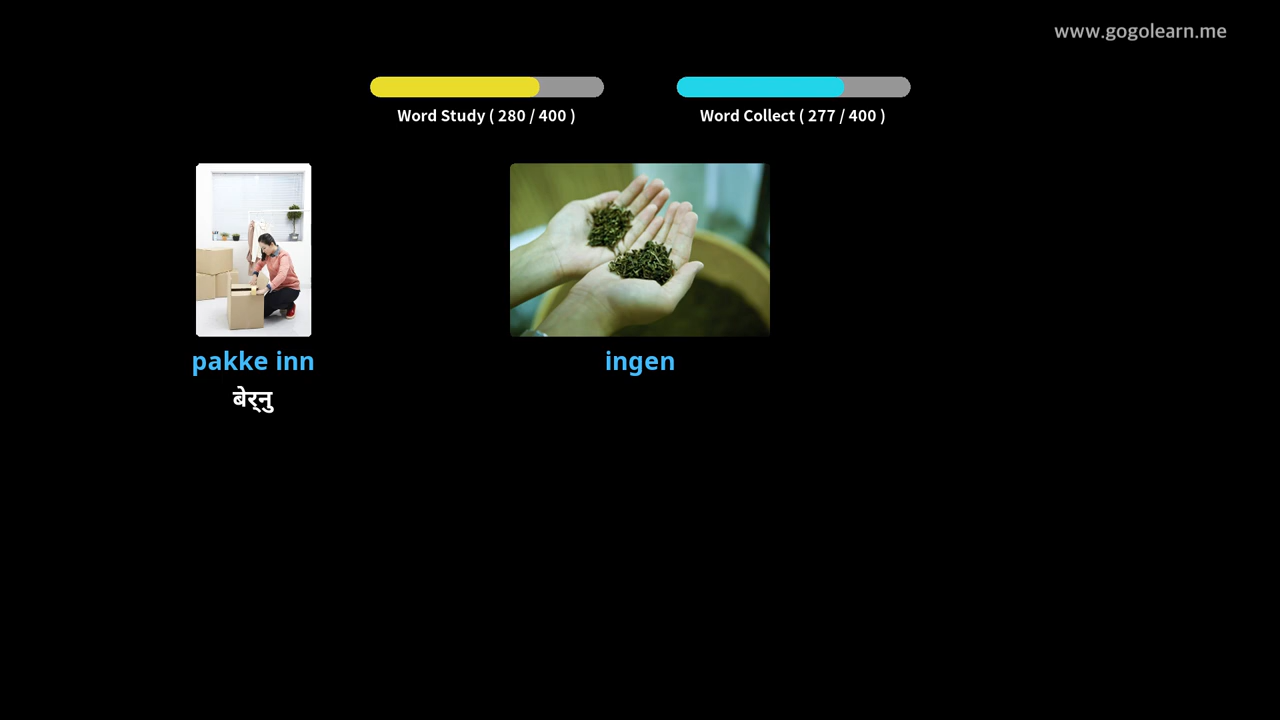 www.gogolearn.me
Word Study ( 280 / 400 )
Word Collect ( 277 / 400 )
pakke inn
बेर्‍नु
ingen